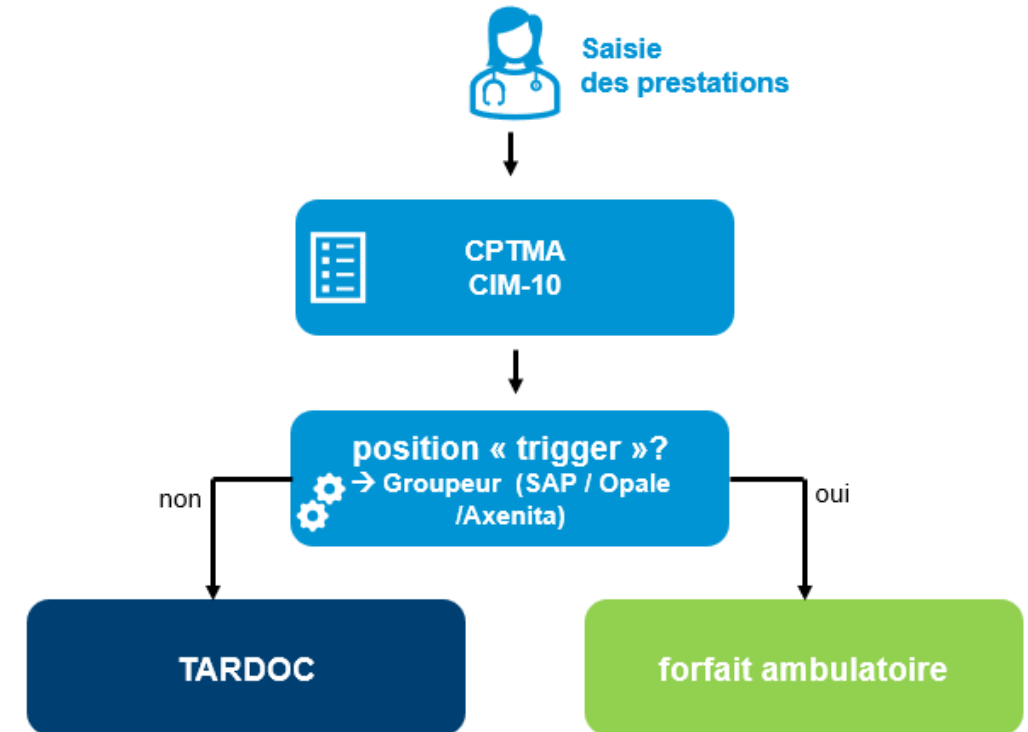 Saisie
des prestations
CPTMA
CIM-10
position « trigger »?
→ Groupeur (SAP / Opale
/Axenita)
non
oui
TARDOC
forfait ambulatoire